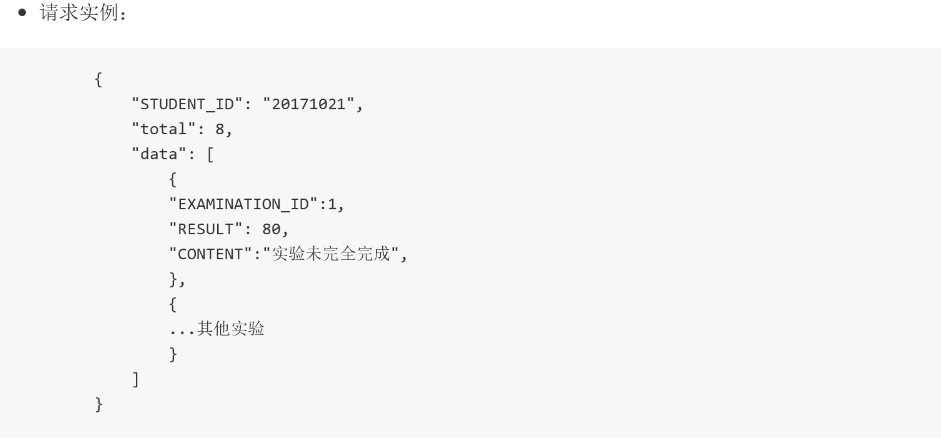 • 请求实例：
{
"STUDENT_ID": "20171021",
"total": 8,
"data": [
{
"EXAMINATION_ID":1,
"RESULT": 80,
"CONTENT":"实验未完全完成",
},
{
...其他实验
}
]
}